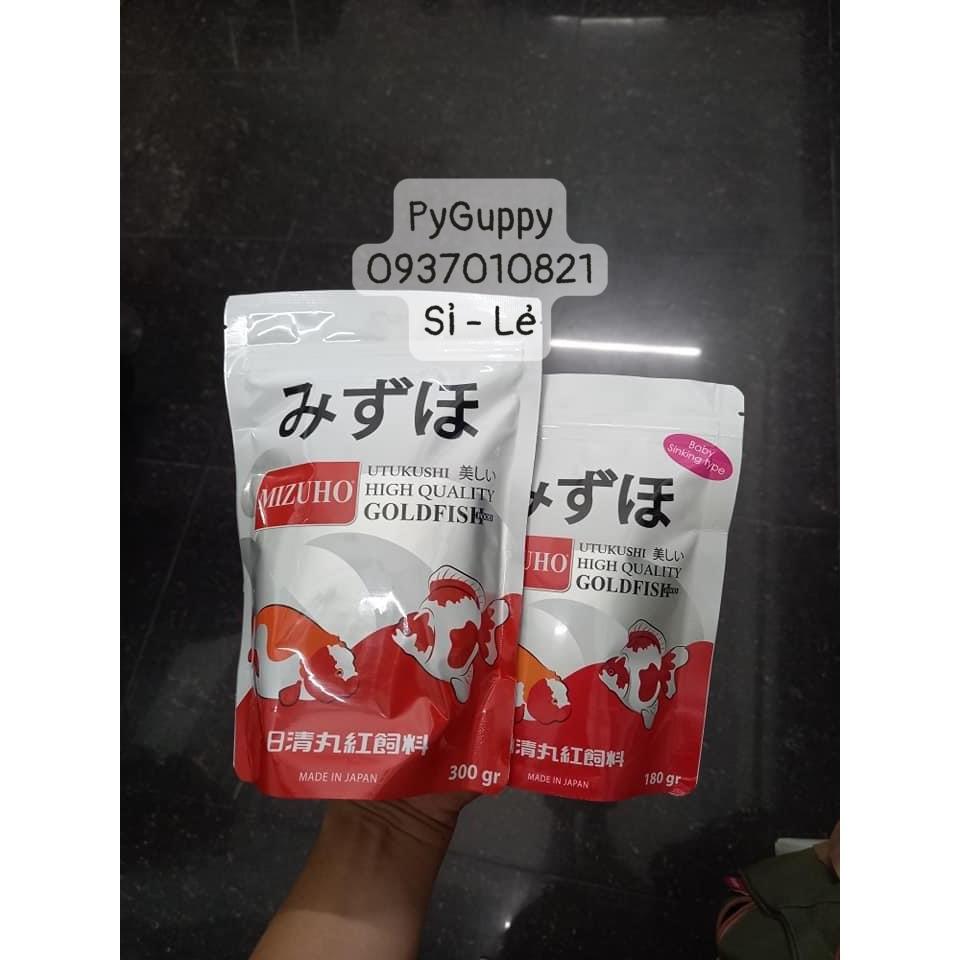 PyGuppy
0937010821
Sỉ - Lẻ
みずほ
MIZUHO®
UTUKUSHI 美しい
HIGH QUALITY
GOLDFISH FOOD
日清丸紅飼料
MADE IN JAPAN
300 gr
Baby
Sinking type
みずほ
UHO®
UTUKUSHI 美しい
HIGH QUALITY
GOLDFISH FOOD
清丸紅飼料
MADE IN JAPAN
180 gr